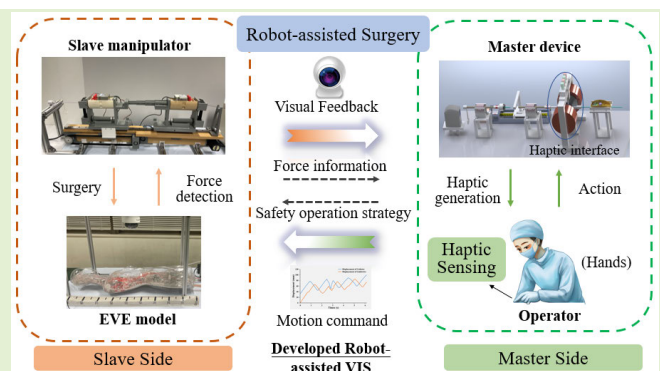 Robot-assisted Surgery
Slave manipulator
Surgery
Force
detection
EVE model
Slave Side
Visual Feedback
Force information
Safety operation strategy
Motion command
Developed Robot-
assisted VIS
Master device
Haptic interface
Haptic
generation
Action
Haptic
Sensing
(Hands)
Operator
Master Side